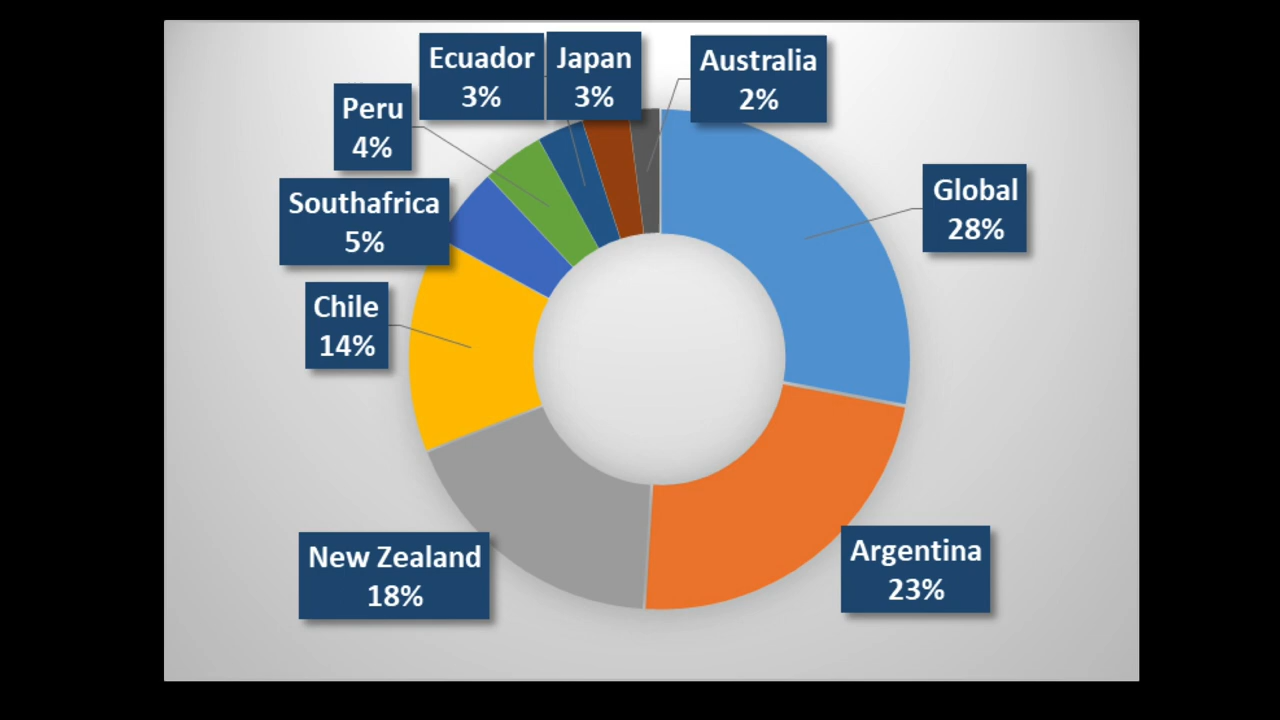 Ecuador
3%
Japan
3%
Australia
2%
Peru
4%
Global
28%
Southafrica
5%
Chile
14%
New Zealand
18%
Argentina
23%